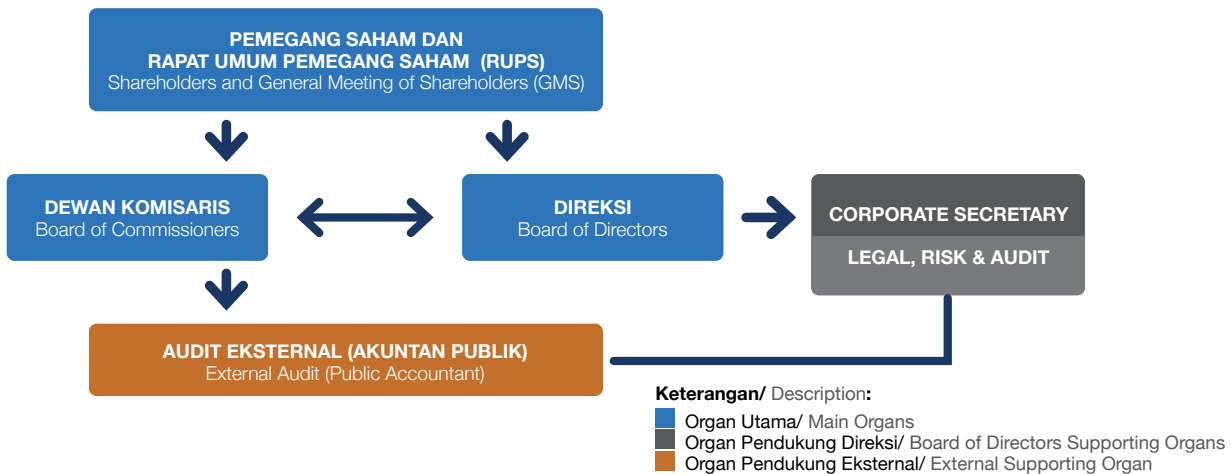 PEMEGANG SAHAM DAN
RAPAT UMUM PEMEGANG SAHAM (RUPS)
Shareholders and General Meeting of Shareholders (GMS)
DEWAN KOMISARIS
Board of Commissioners
DIREKSI
Board of Directors
CORPORATE SECRETARY
LEGAL, RISK & AUDIT
AUDIT EKSTERNAL (AKUNTAN PUBLIK)
External Audit (Public Accountant)
Keterangan/ Description:
Organ Utama/ Main Organs
Organ Pendukung Direksi/ Board of Directors Supporting Organs
Organ Pendukung Eksternal/ External Supporting Organ